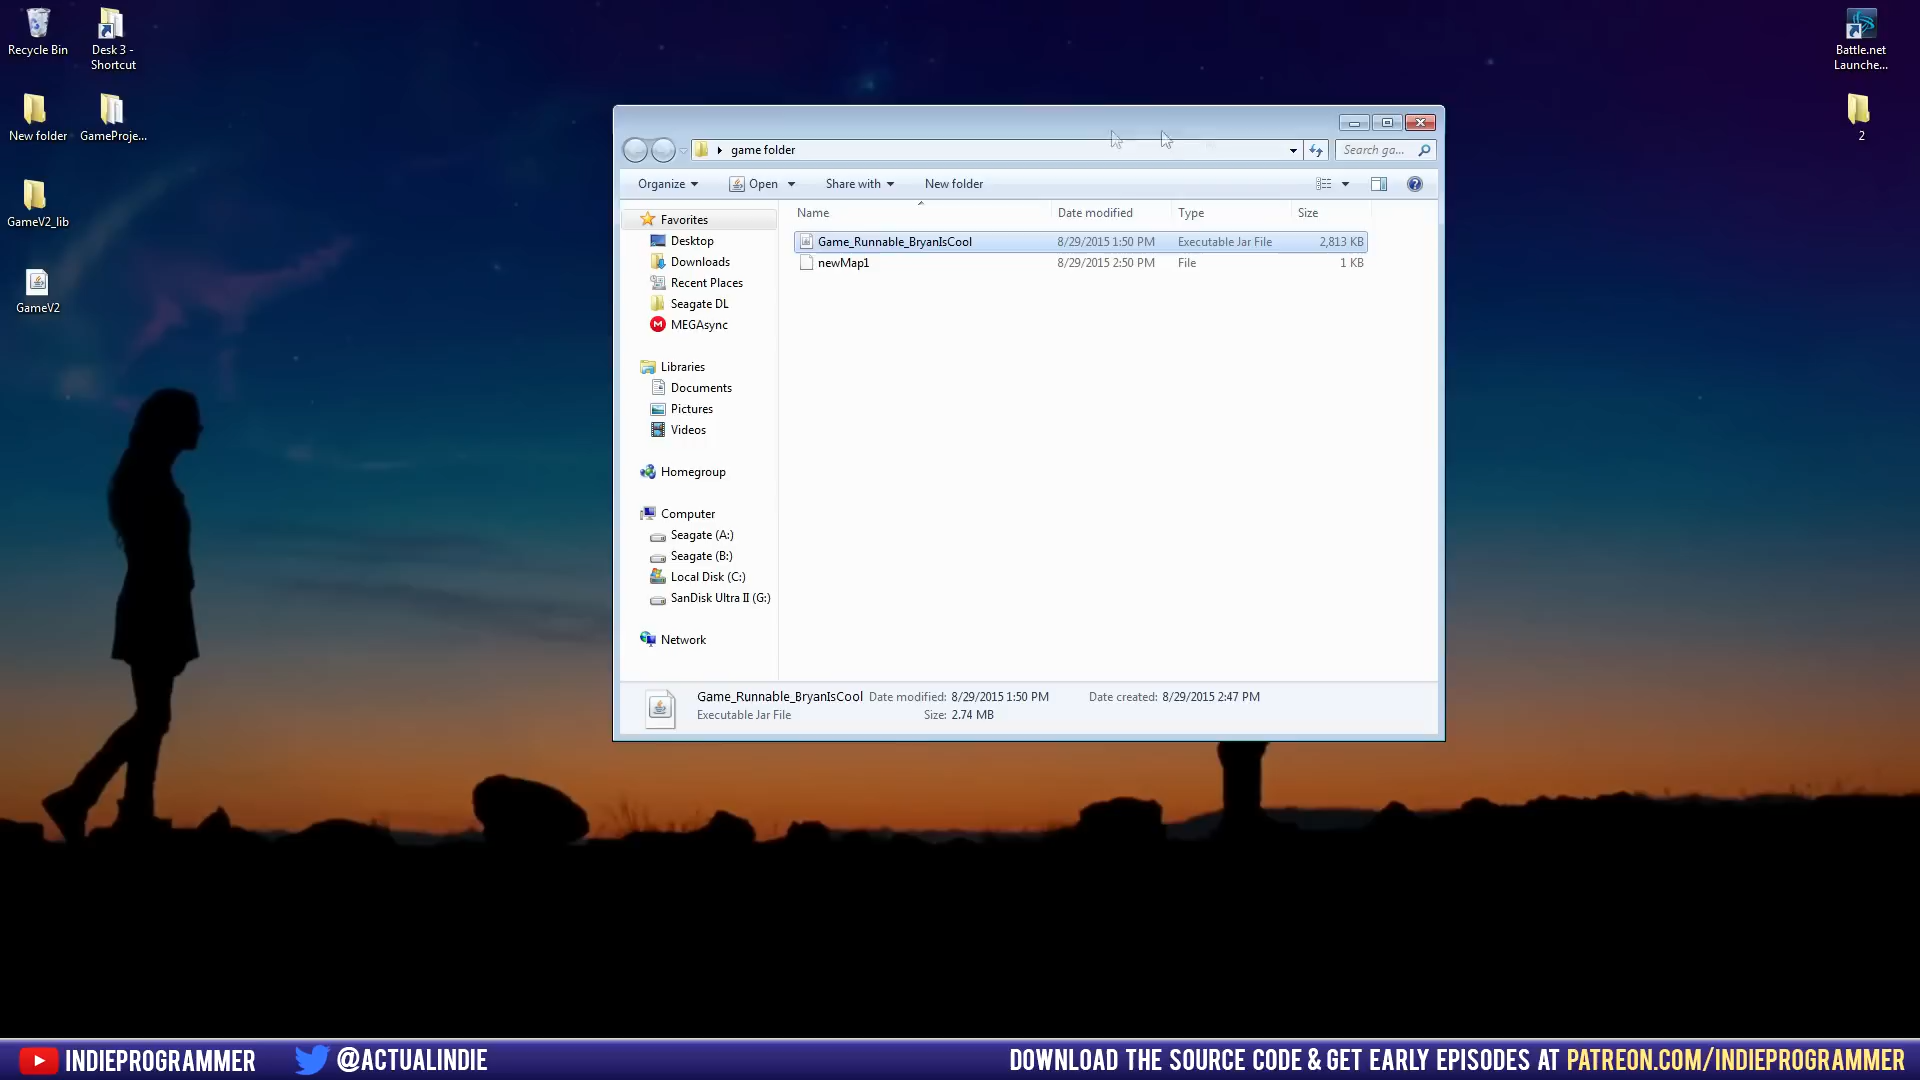 Recycle Bin
Desk 3 -
Shortcut
New folder
GameProje...
GameV2_lib
GameV2
Battle.net
Launche...
2
game folder
Search ga...
Organize
Open
Share with
New folder
Name
Date modified
Type
Size
Game_Runnable_BryanIsCool 8/29/2015 1:50 PM Executable Jar File 2,813 KB
newMap1 8/29/2015 2:50 PM File 1 KB
Favorites
Desktop
Downloads
Recent Places
Seagate DL
MEGAsync
Libraries
Documents
Pictures
Videos
Homegroup
Computer
Seagate (A:)
Seagate (B:)
Local Disk (C:)
SanDisk Ultra II (G:)
Network
Game_Runnable_BryanIsCool Date modified: 8/29/2015 1:50 PM Date created: 8/29/2015 2:47 PM
Executable Jar File Size: 2.74 MB
INDIEPROGRAMMER
@ACTUALINDIE
DOWNLOAD THE SOURCE CODE & GET EARLY EPISODES AT PATREON.COM/INDIEPROGRAMMER